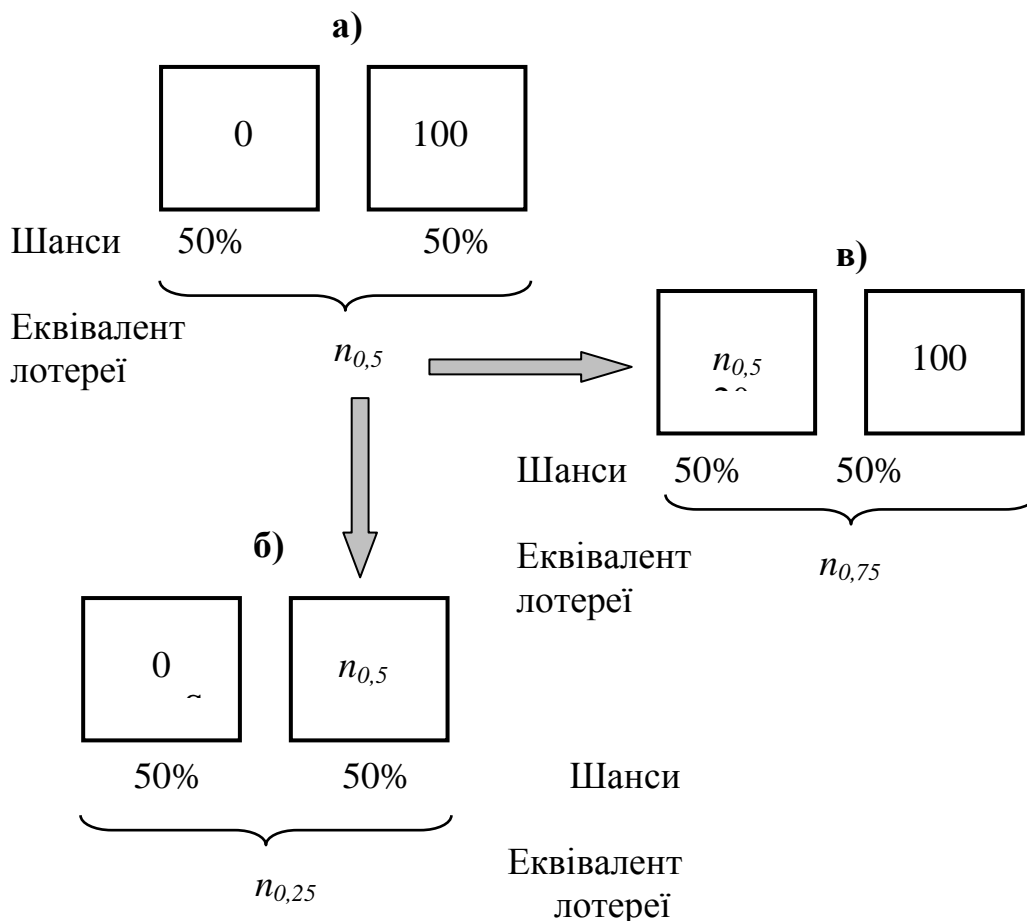 а)
0 100
Шанси 50% 50%
Еквівалент
лотереї
n0,5
в)
n0,5 100
Шанси 50% 50%
Еквівалент
лотереї
n0,75
б)
0 n0,5
50% 50% Шанси
n0,25
Еквівалент
лотереї